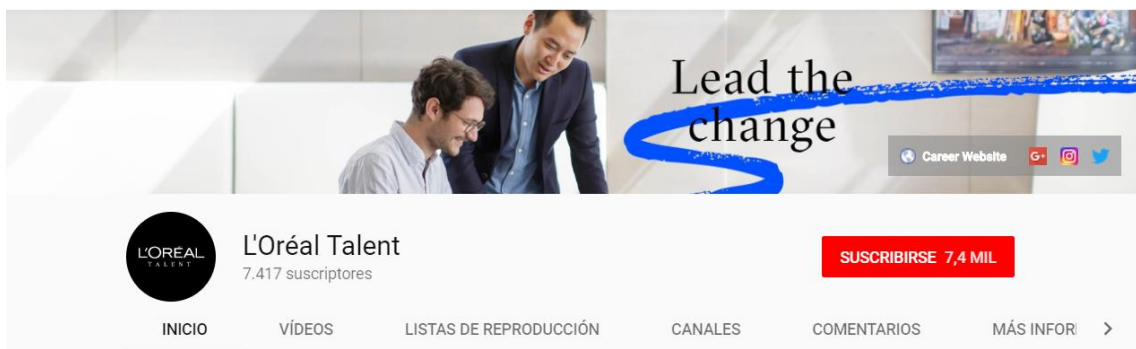 Lead the
change
Career Website
G+
L'ORÉAL
TALENT
L'Oréal Talent
7.417 suscriptores
SUSCRIBIRSE 7,4 MIL
INICIO VÍDEOS LISTAS DE REPRODUCCIÓN CANALES COMENTARIOS MÁS INFOR